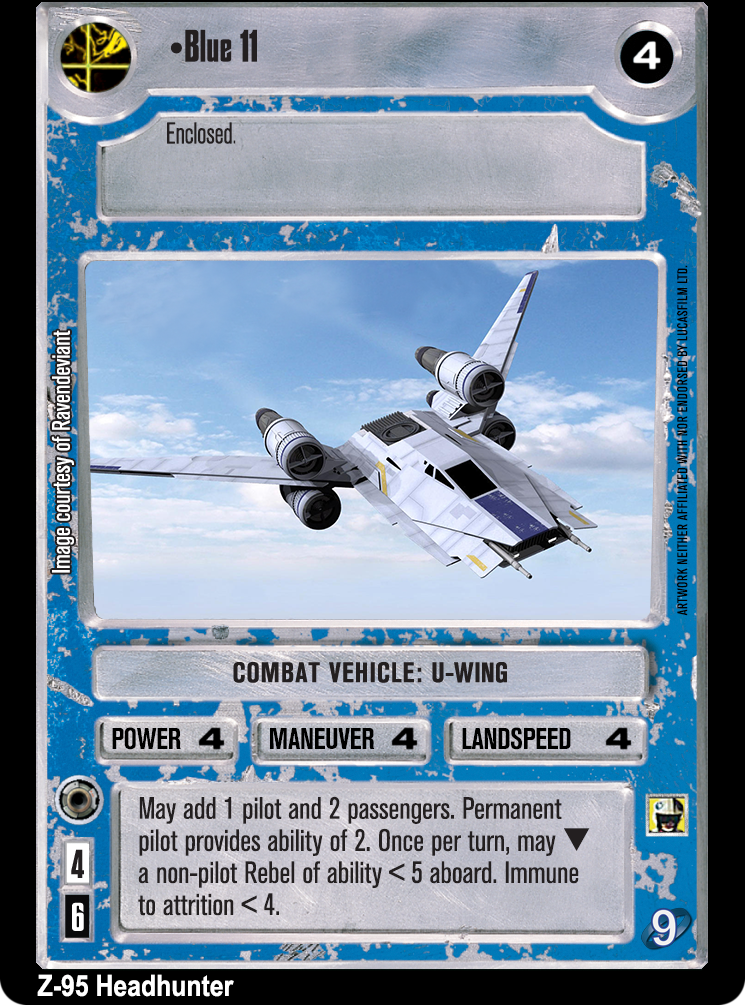 •Blue 11
4
Enclosed.
Image courtesy of Ravendeviant
ARTWORK NEITHER AFFILIATED WITH NOR ENDORSED BY LUCASFILM LTD.
COMBAT VEHICLE: U-WING
POWER 4
MANEUVER 4
LANDSPEED 4
May add 1 pilot and 2 passengers. Permanent
pilot provides ability of 2. Once per turn, may ▼
a non-pilot Rebel of ability < 5 aboard. Immune
to attrition < 4.
4
6
9
Z-95 Headhunter